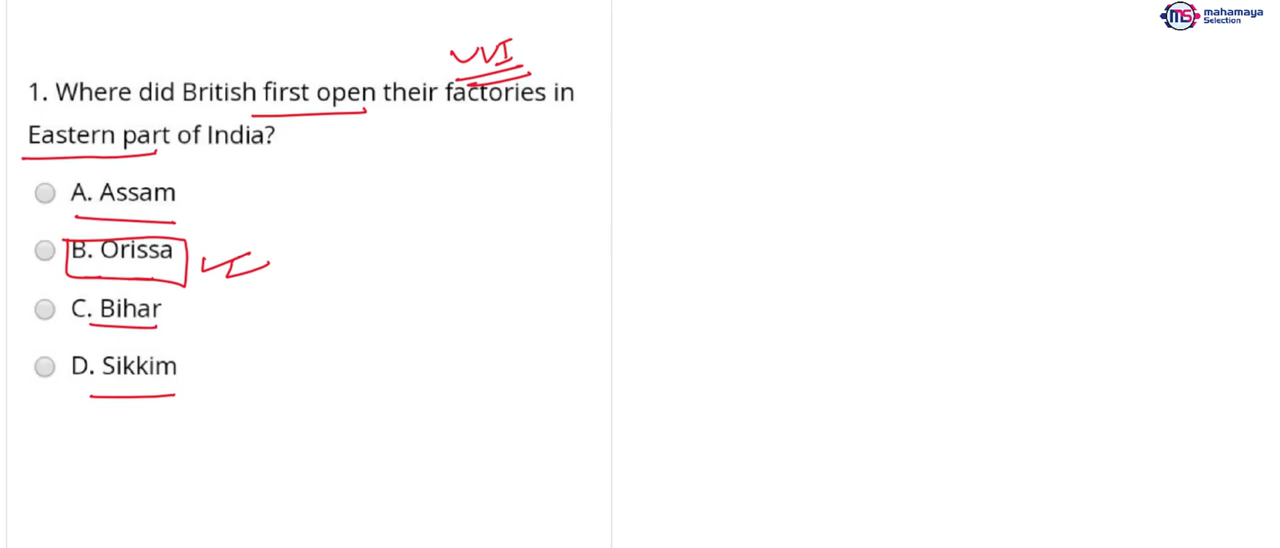 mahamaya
Selection
VVI
1. Where did British first open their factories in
Eastern part of India?
A. Assam
B. Orissa
C. Bihar
D. Sikkim